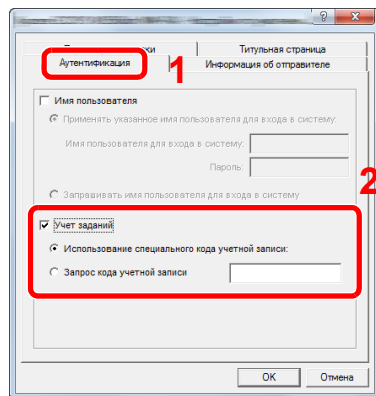 Титульная страница
Аутентификация
Информация об отправителе
1
Имя пользователя
Применять указанное имя пользователя для входа в систему:
Имя пользователя для входа в систему:
Пароль:
Запрашивать имя пользователя для входа в систему
2
Учет заданий
Использование специального кода учетной записи:
Запрос кода учетной записи
OK
Отмена